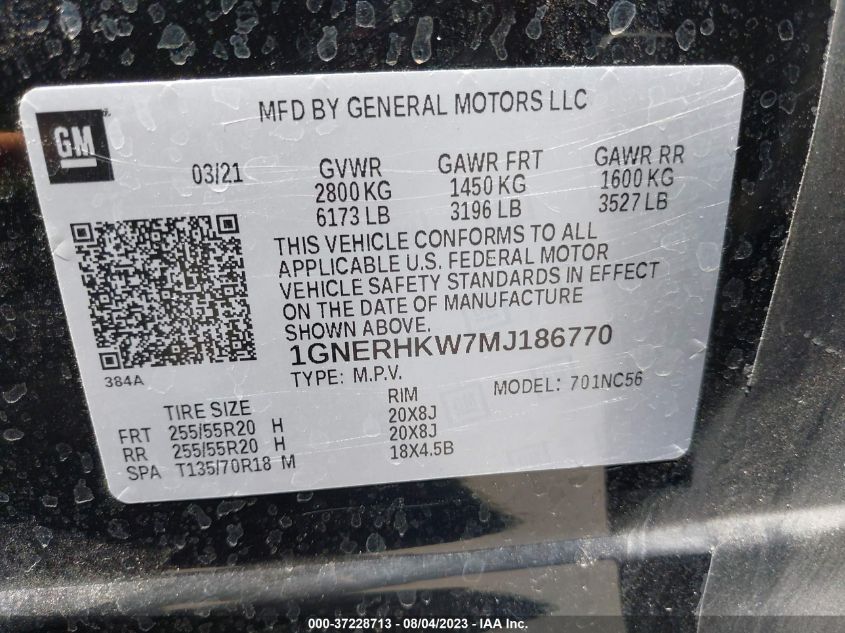 MFD BY GENERAL MOTORS LLC
GM
03/21 GVWR GAWR FRT GAWR RR
2800 KG 1450 KG 1600 KG
6173 LB 3196 LB 3527 LB
THIS VEHICLE CONFORMS TO ALL
APPLICABLE U.S. FEDERAL MOTOR
VEHICLE SAFETY STANDARDS IN EFFECT
ON THE DATE OF MANUFACTURE
SHOWN ABOVE.
1GNERHKW7MJ186770
384A
TYPE: M.P.V. MODEL: 701NC56
TIRE SIZE RIM
FRT 255/55R20 H 20X8J
RR 255/55R20 H 20X8J
SPA T135/70R18 M 18X4.5B
000-37228713 - 08/04/2023 - IAA Inc.